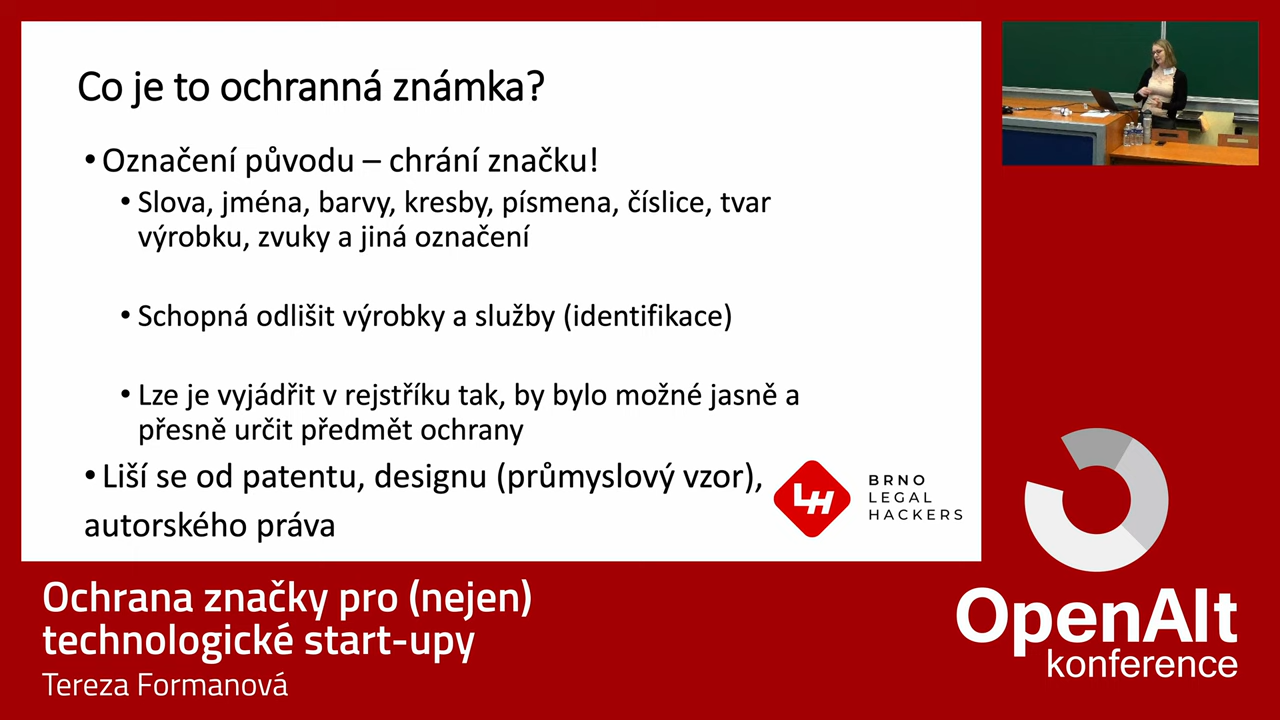 Co je to ochranná známka?
• Označení původu – chrání značku!
• Slova, jména, barvy, kresby, písmena, číslice, tvar
výrobku, zvuky a jiná označení
• Schopná odlišit výrobky a služby (identifikace)
• Lze je vyjádřit v rejstříku tak, by bylo možné jasně a
přesně určit předmět ochrany
• Liší se od patentu, designu (průmyslový vzor),
autorského práva
LH
BRNO
LEGAL
HACKERS
Ochrana značky pro (nejen)
technologické start-upy
Tereza Formanová
OpenAlt
konference